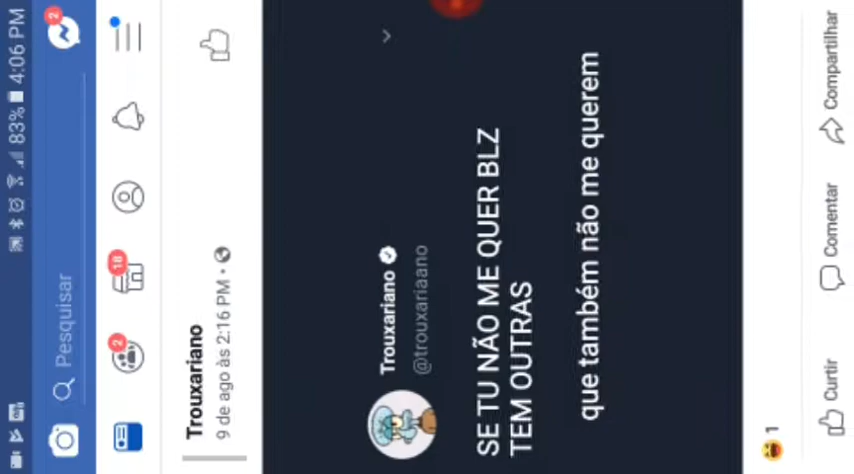 83% 4:06 PM
2
Pesquisar
2
18
Trouxariano
9 de ago às 2:16 PM
Trouxariano
@trouxariaano
SE TU NÃO ME QUER BLZ
TEM OUTRAS
que também não me querem
1
Curtir
Comentar
Compartilhar